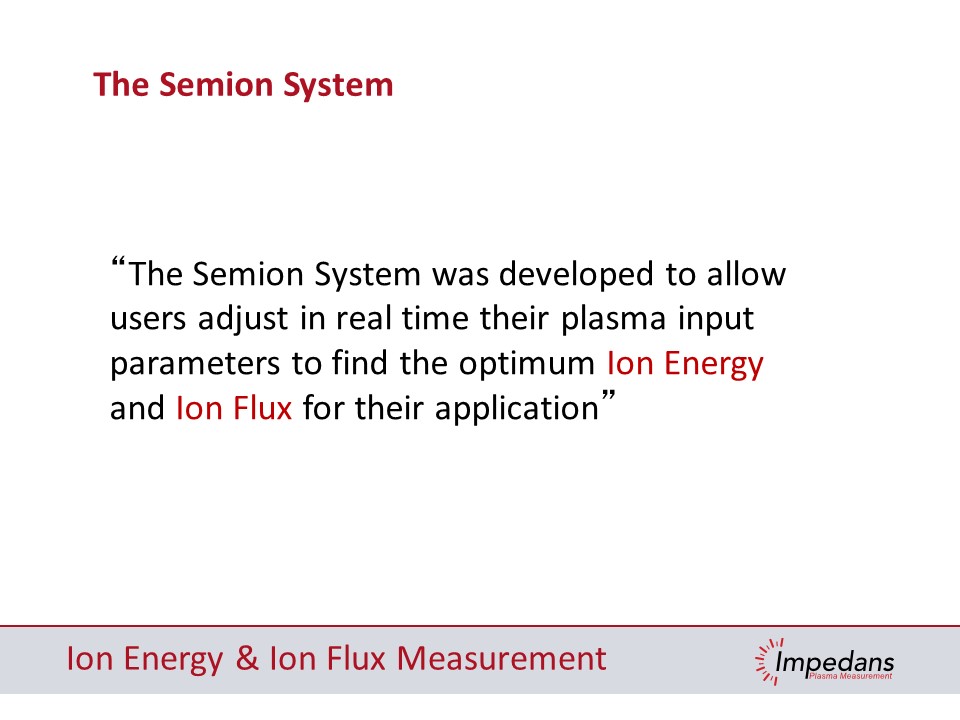 The Semion System
“The Semion System was developed to allow
users adjust in real time their plasma input
parameters to find the optimum Ion Energy
and Ion Flux for their application”
Ion Energy & Ion Flux Measurement
Impedans
Plasma Measurement